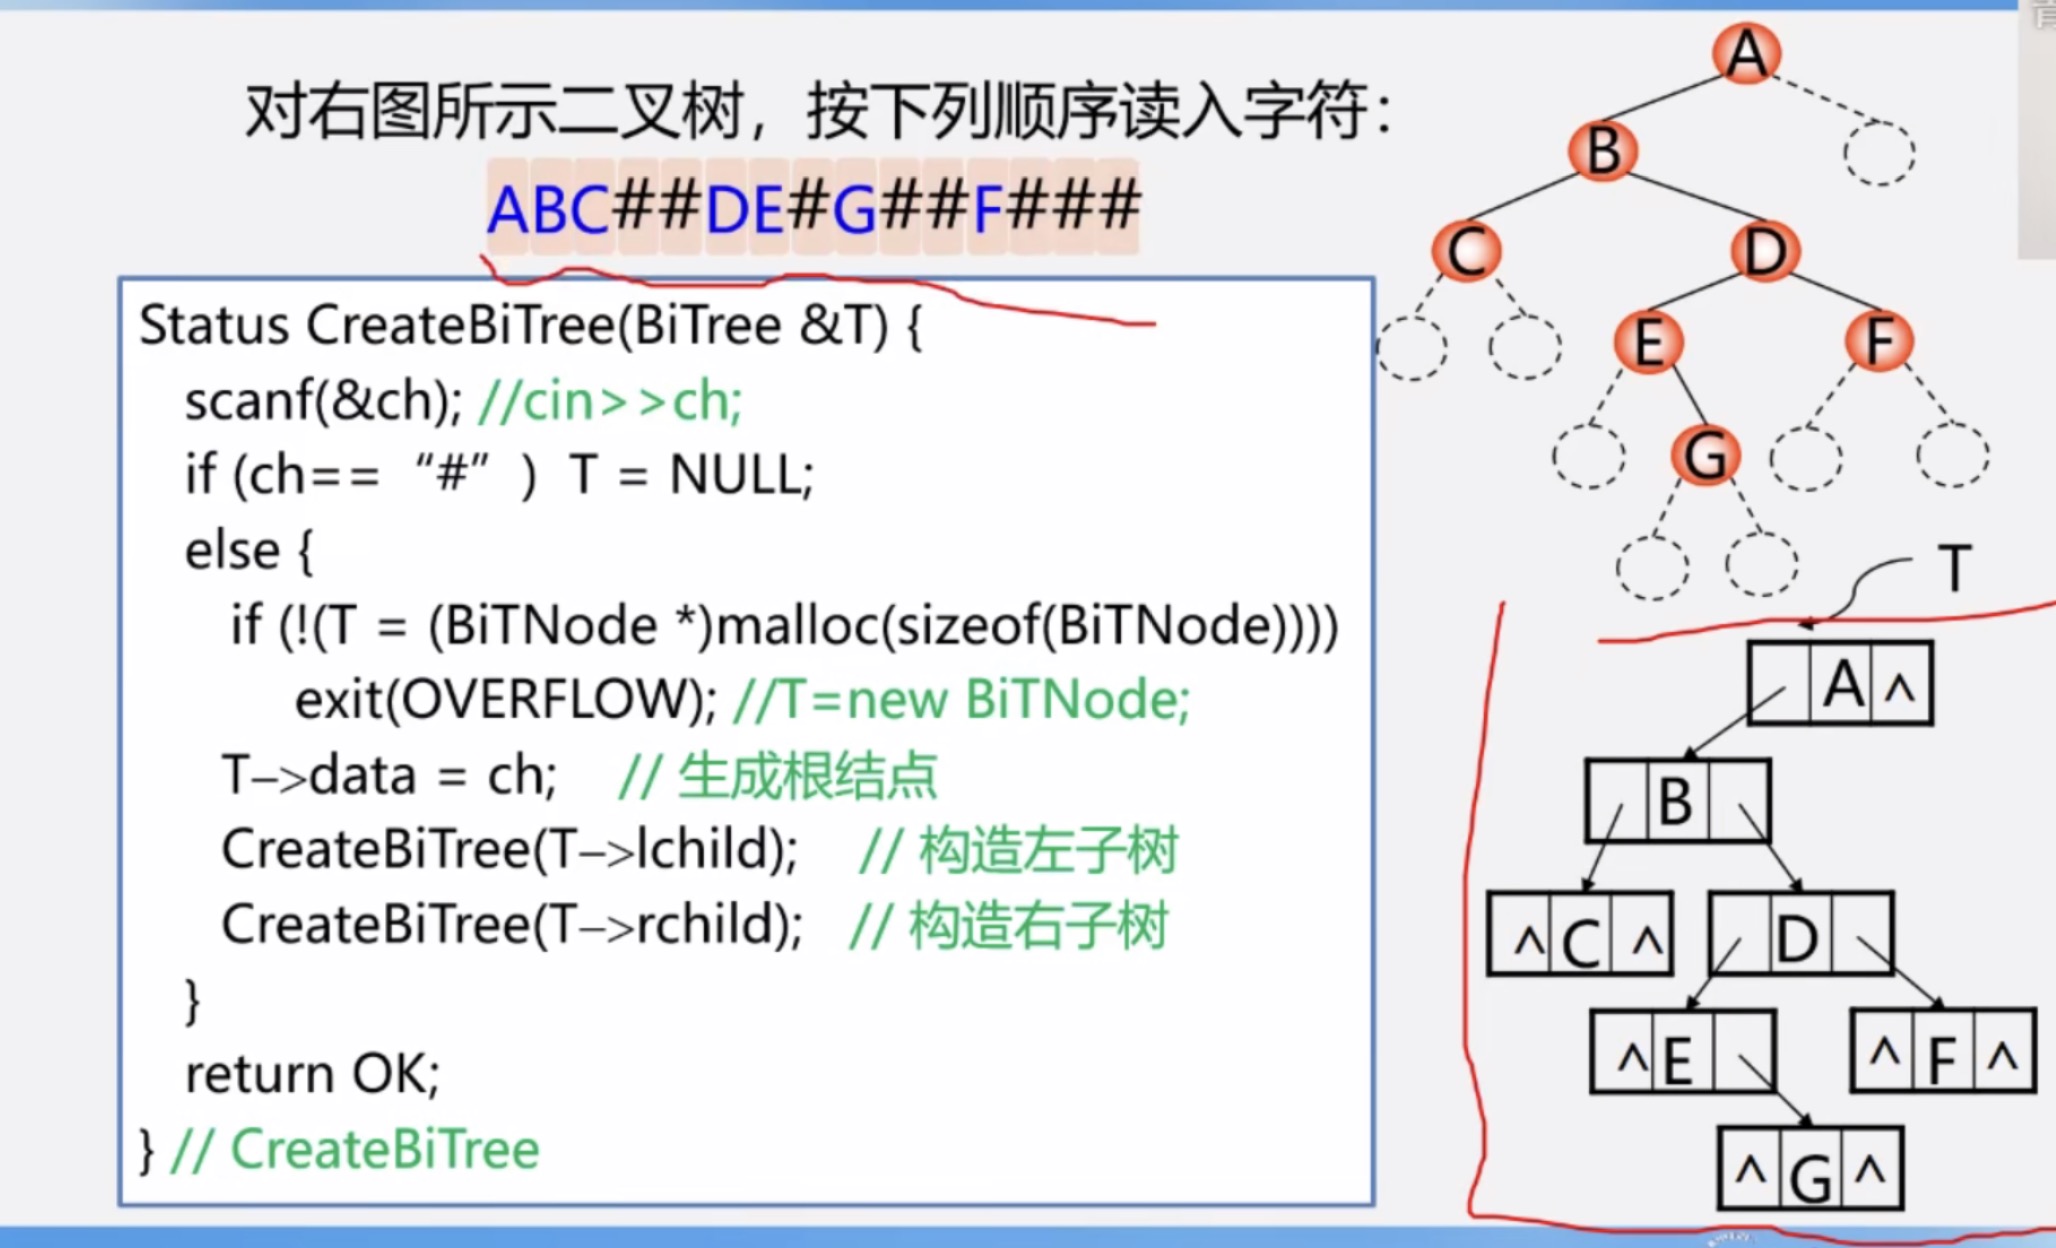 对右图所示二叉树，按下列顺序读入字符：
ABC##DE#G##F###
Status CreateBiTree(BiTree &T) {
scanf(&ch); //cin>>ch;
if (ch== “#” ) T = NULL;
else {
if (!(T = (BiTNode *)malloc(sizeof(BiTNode))))
exit(OVERFLOW); //T=new BiTNode;
T–>data = ch; // 生成根结点
CreateBiTree(T–>lchild); // 构造左子树
CreateBiTree(T–>rchild); // 构造右子树
}
return OK;
} // CreateBiTree
A
B
C D
E F
G
T
A ^
B
^ C ^ D
^ E ^ F ^
^ G ^